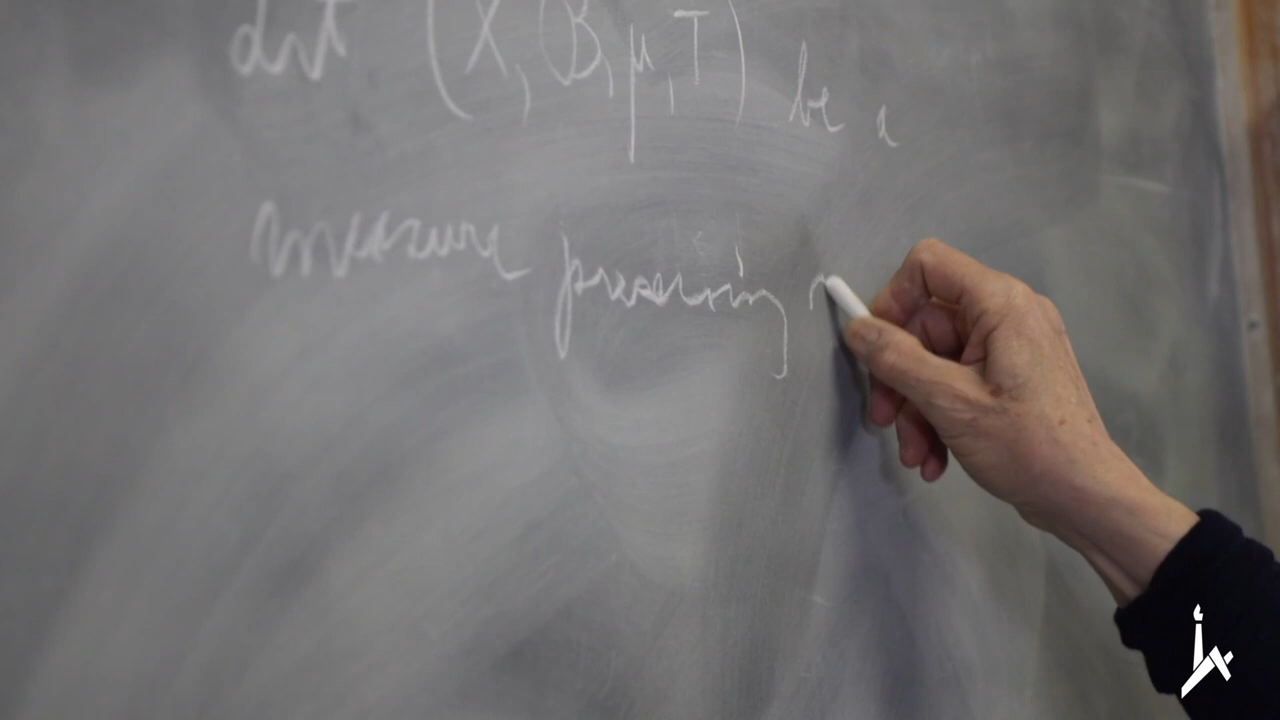 Let (X, B, μ, T) be a
measure preserving